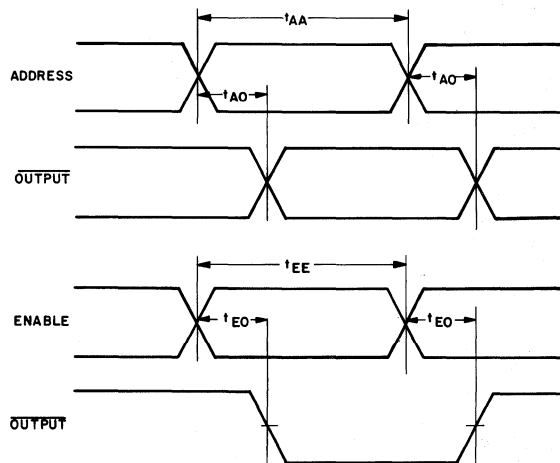 tAA
ADDRESS
tAO tAO
OUTPUT
tEE
ENABLE
tEO tEO
OUTPUT